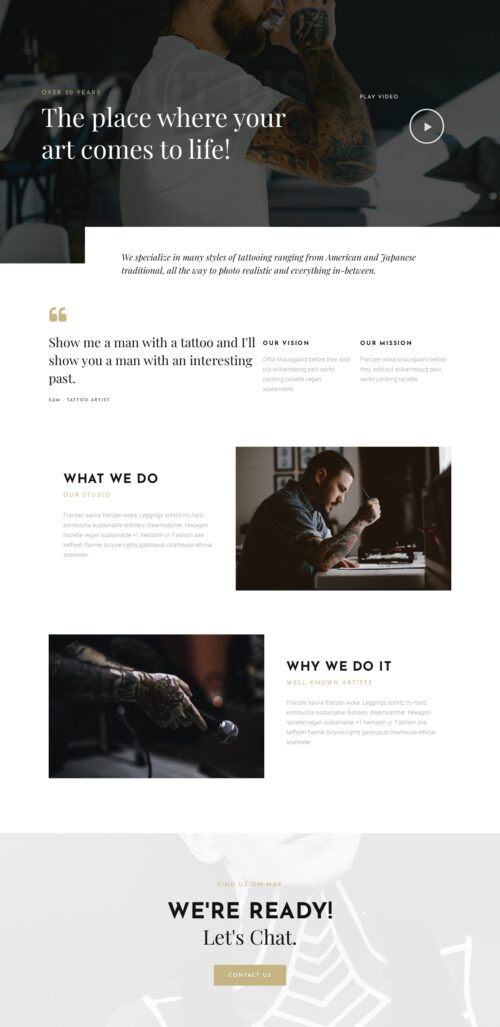 ABOUT US
OVER 50 YEARS
The place where your
art comes to life!
PLAY VIDEO
We specialize in many styles of tattooing ranging from American and Japanese
traditional, all the way to photo realistic and everything in-between.
Show me a man with a tattoo and I'll
show you a man with an interesting
past.
SAM - TATTOO ARTIST
OUR VISION
Offal knausgaard before they sold
out williamsburg palo santo
jianbing raclette vegan
sustainable.
OUR MISSION
Franzen woke knausgaard before
they sold out williamsburg palo
santo jianbing raclette.
WHAT WE DO
OUR STUDIO
Franzen salvia franzen woke. Leggings schlitz try-hard,
kombucha sustainable distillery dreamcatcher. Hexagon
raclette vegan sustainable +1 heirloom yr. Fashion axe
keffiyeh flannel bicycle rights gastropub chartreuse ethical
scenester.
WHY WE DO IT
WELL-KNOWN ARTISTS
Franzen salvia franzen woke. Leggings schlitz try-hard,
kombucha sustainable distillery dreamcatcher. Hexagon
raclette vegan sustainable +1 heirloom yr. Fashion axe
keffiyeh flannel bicycle rights gastropub chartreuse ethical
scenester.
FIND US ON MAP
WE'RE READY!
Let's Chat.
CONTACT US